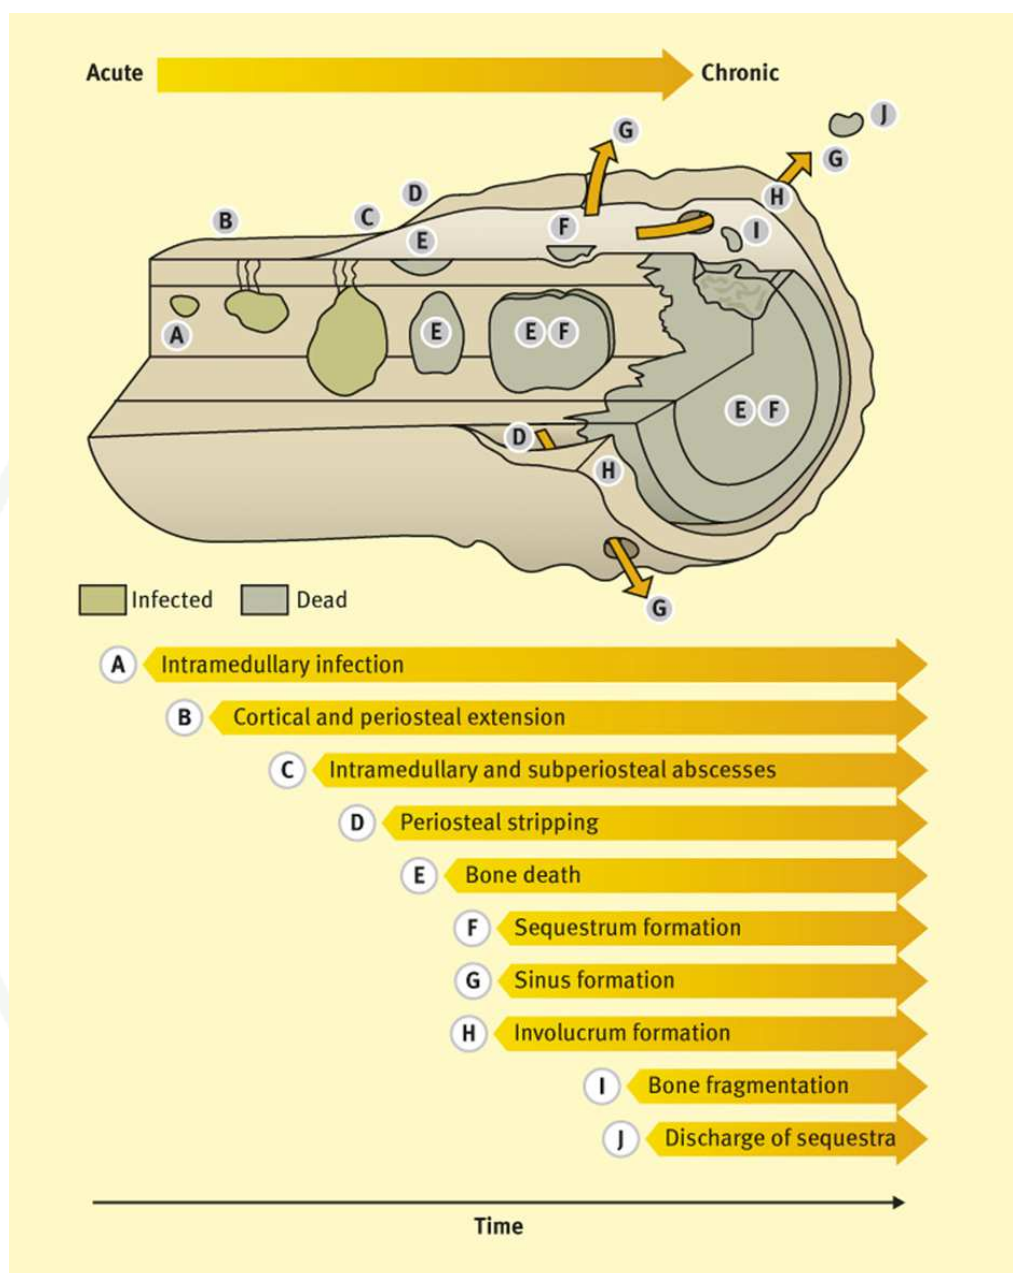 Acute Chronic
J
G
G
H
D
B C
F I
E
A E E F
E F
D
H
Infected Dead
G
A Intramedullary infection
B Cortical and periosteal extension
C Intramedullary and subperiosteal abscesses
D Periosteal stripping
E Bone death
F Sequestrum formation
G Sinus formation
H Involucrum formation
I Bone fragmentation
J Discharge of sequestra
Time